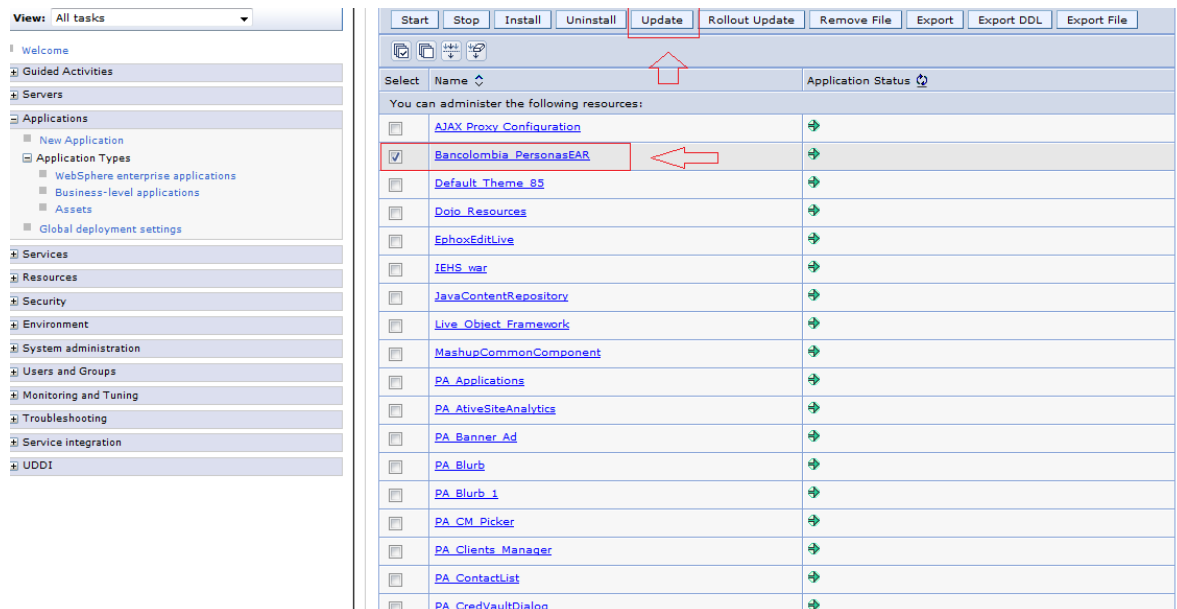 View: All tasks
Welcome
Guided Activities
Servers
Applications
New Application
Application Types
WebSphere enterprise applications
Business-level applications
Assets
Global deployment settings
Services
Resources
Security
Environment
System administration
Users and Groups
Monitoring and Tuning
Troubleshooting
Service integration
UDDI
Start Stop Install Uninstall Update Rollout Update Remove File Export Export DDL Export File
Select Name Application Status
You can administer the following resources:
AJAX Proxy Configuration
Bancolombia_PersonasEAR
Default_Theme_85
Dojo_Resources
EphoxEditLive
IEHS_war
JavaContentRepository
Live_Object_Framework
MashupCommonComponent
PA_Applications
PA_AtiveSiteAnalytics
PA_Banner_Ad
PA_Blurb
PA_Blurb_1
PA_CM_Picker
PA_Clients_Manager
PA_ContactList
PA_CredVaultDialog